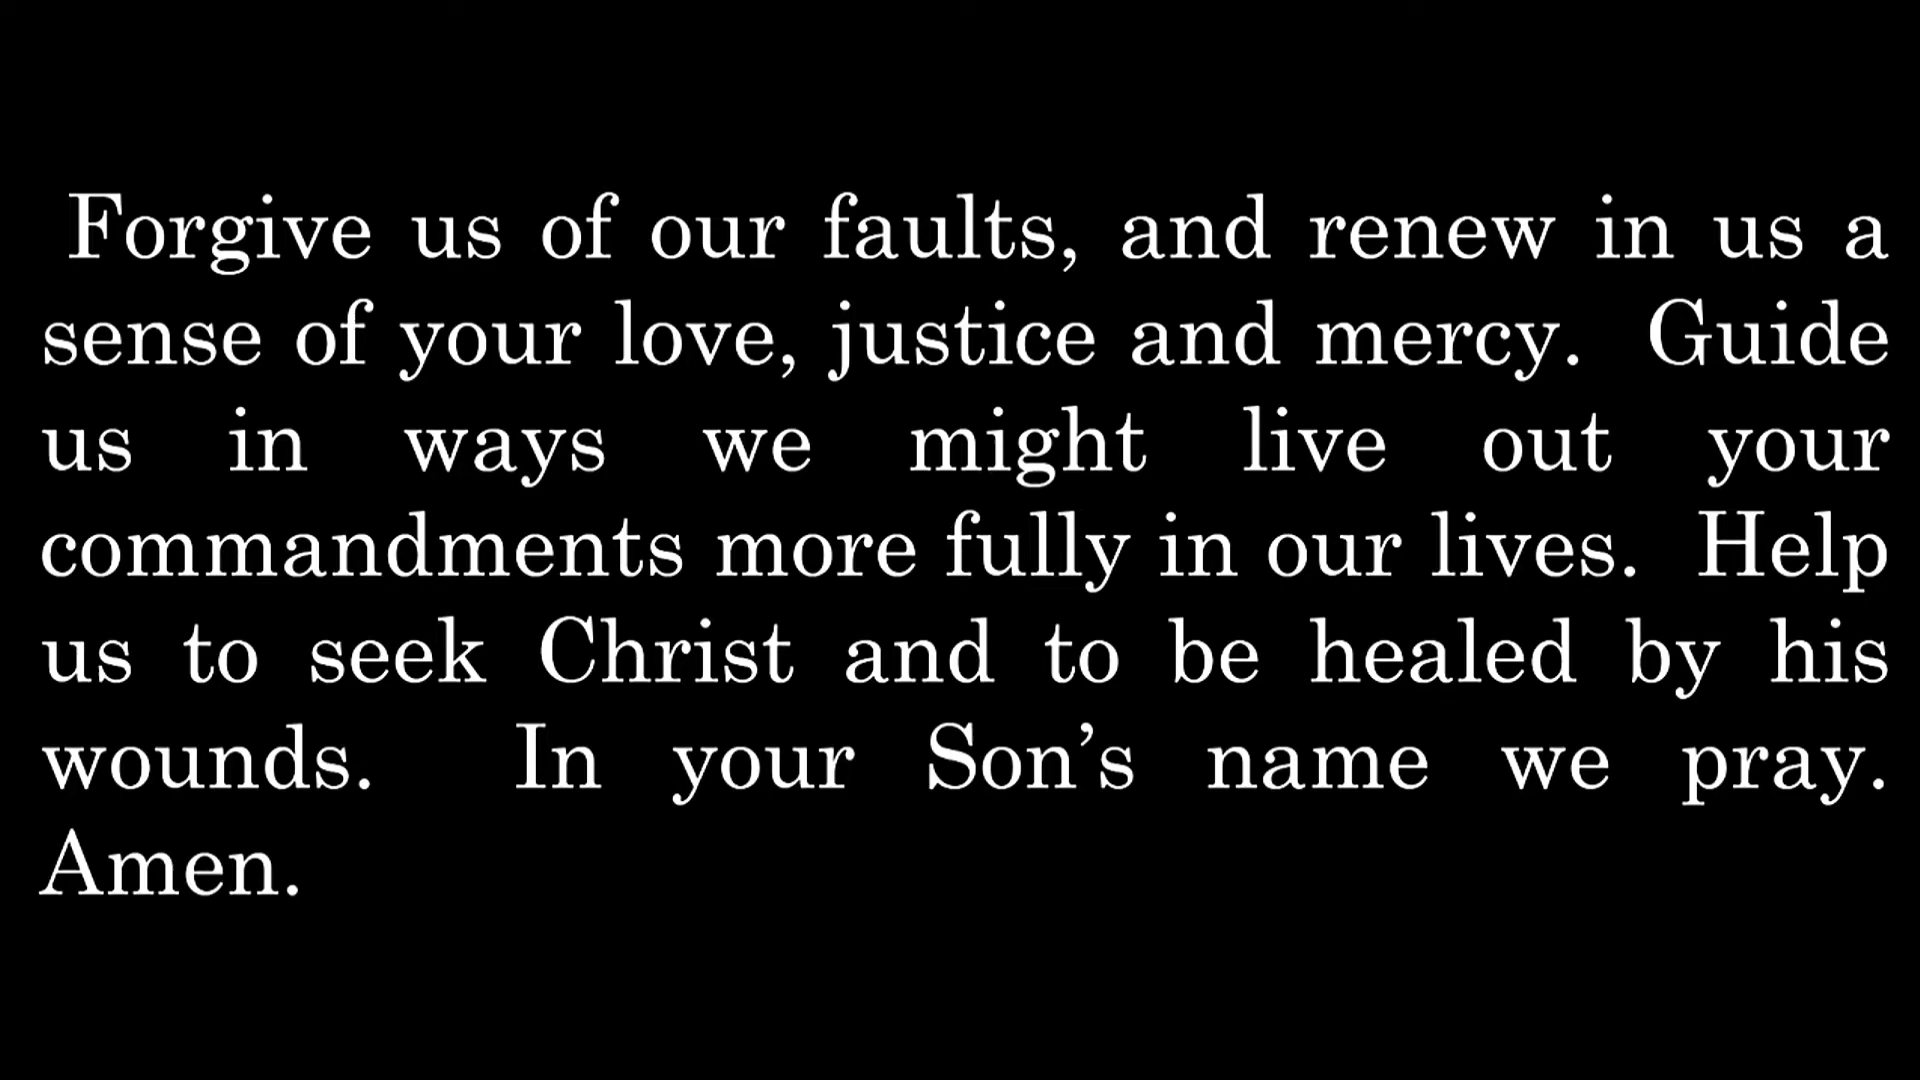 Forgive us of our faults, and renew in us a
sense of your love, justice and mercy.  Guide
us in ways we might live out your
commandments more fully in our lives.  Help
us to seek Christ and to be healed by his
wounds.  In your Son’s name we pray.
Amen.